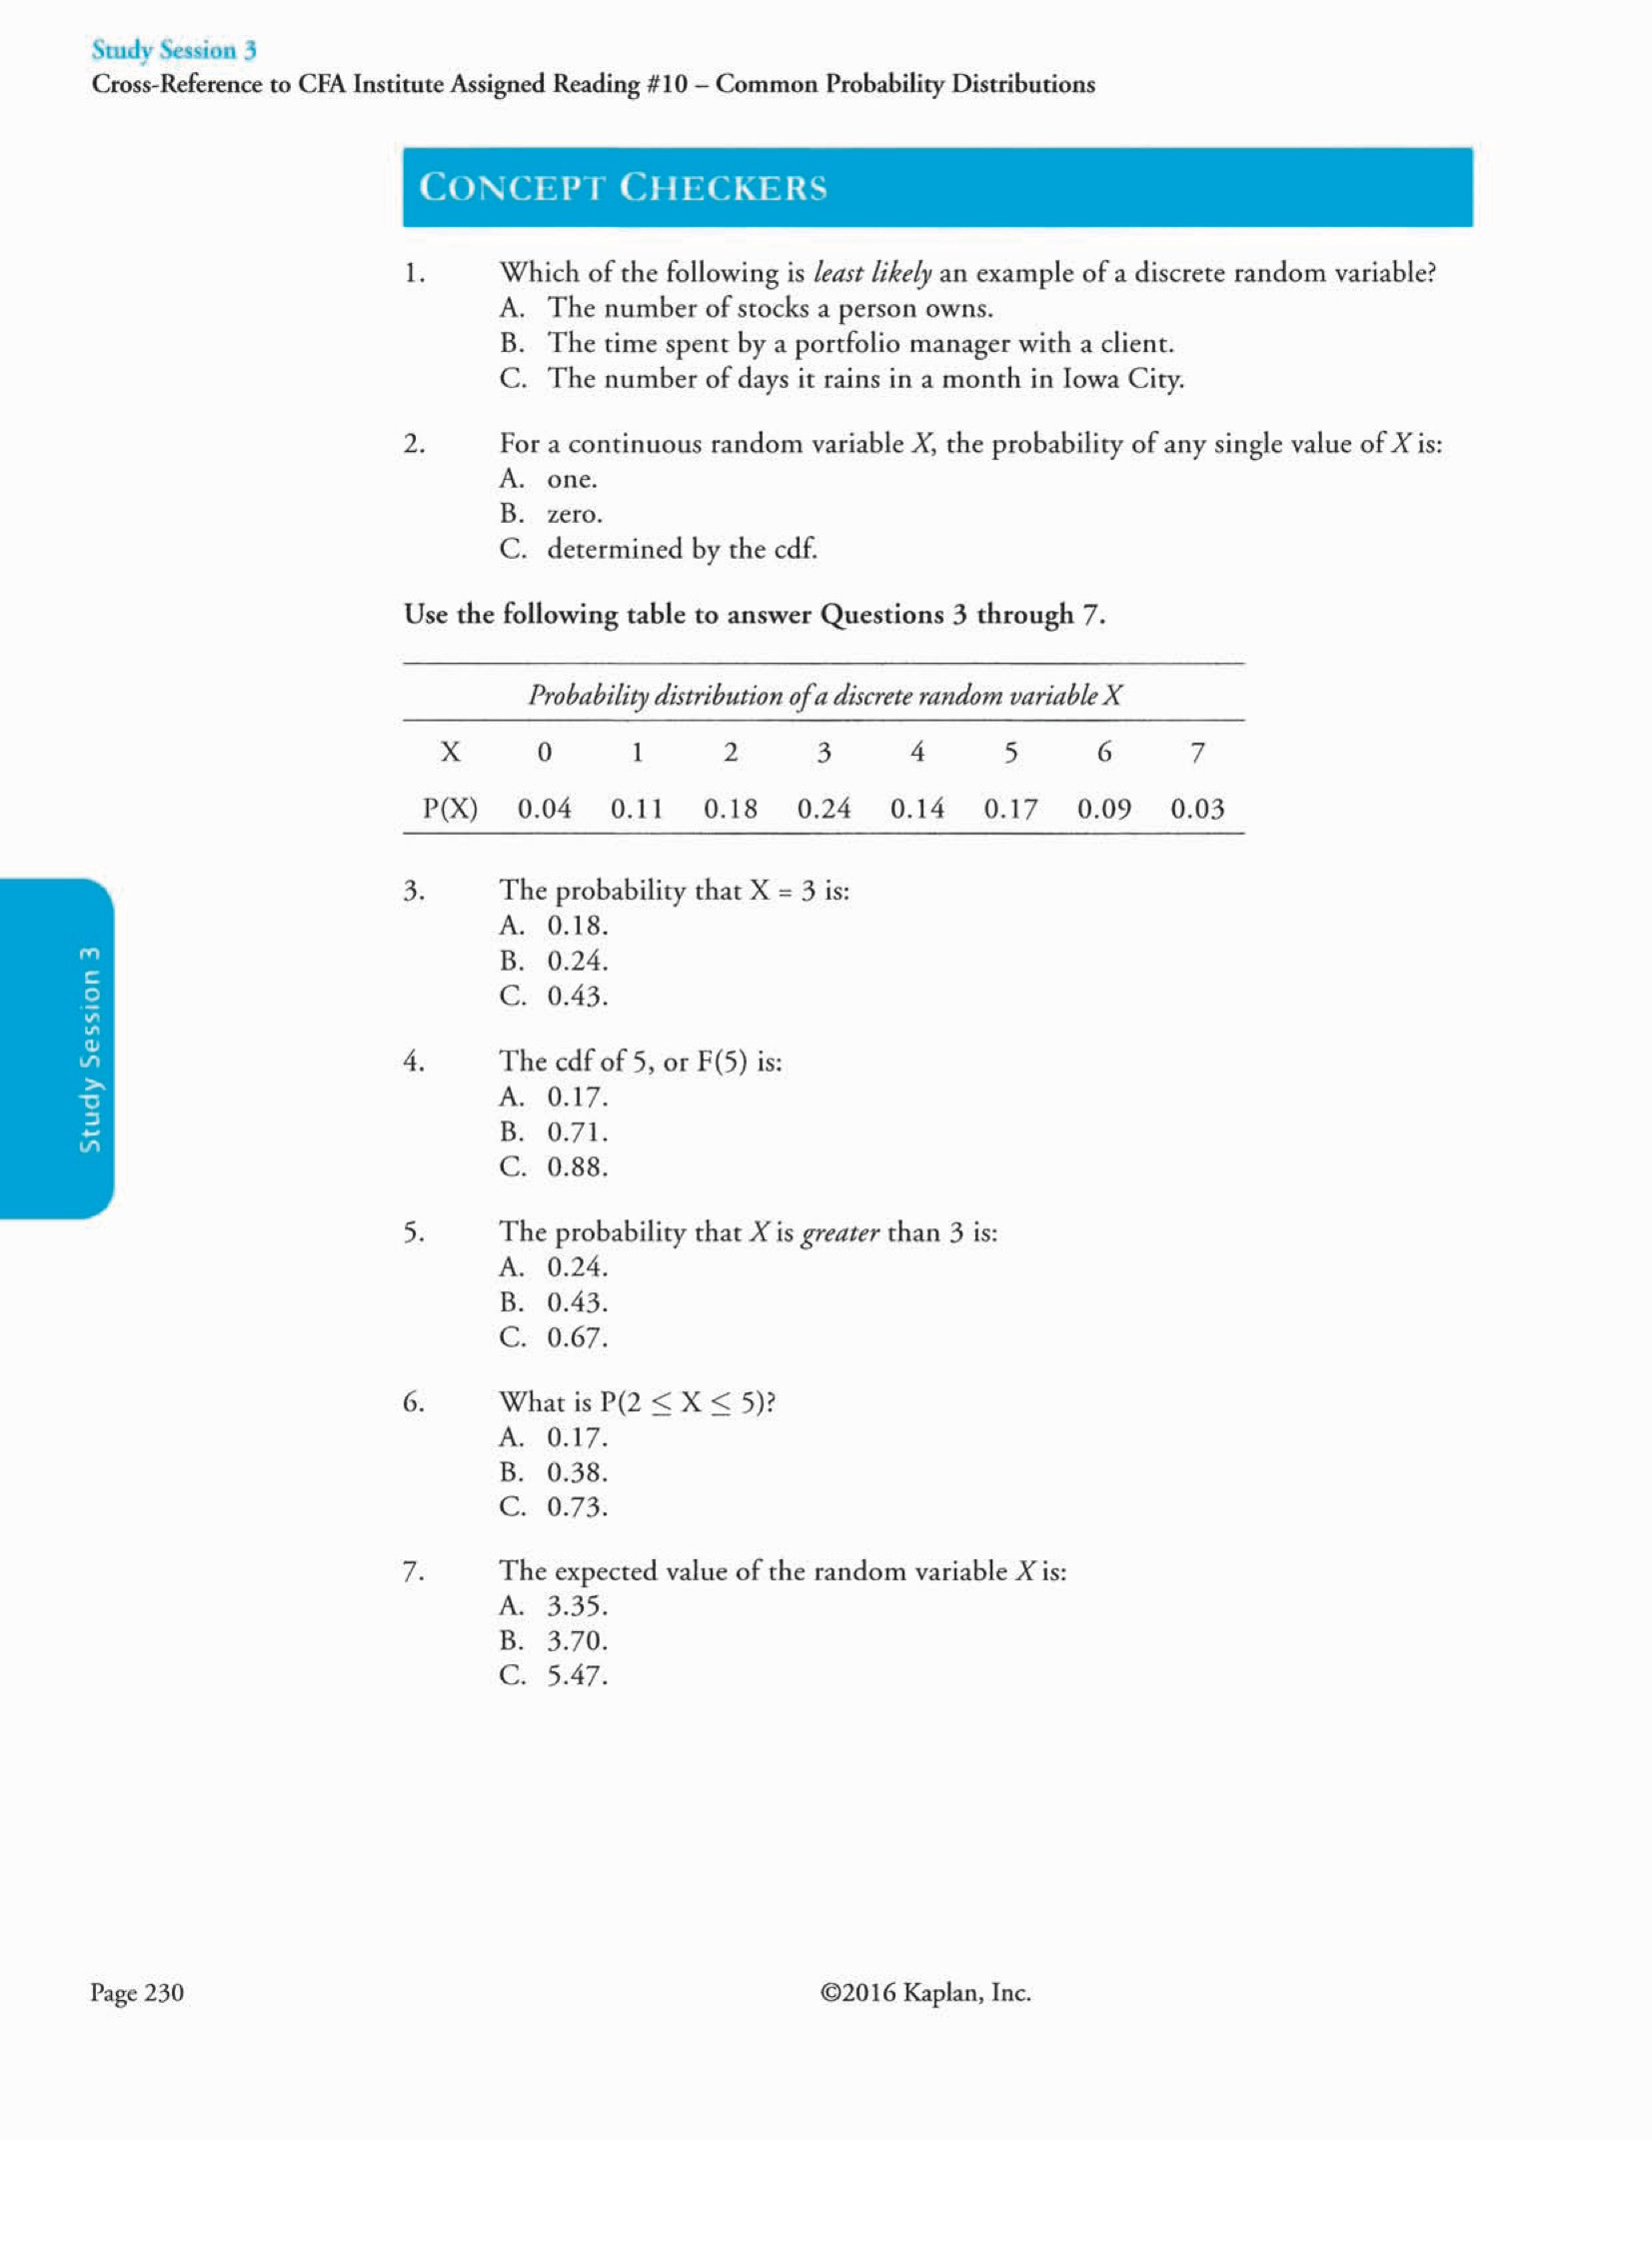 Study Session 3
Cross-Reference to CFA Institute Assigned Reading #10 – Common Probability Distributions
CONCEPT CHECKERS
1. Which of the following is least likely an example of a discrete random variable?
A. The number of stocks a person owns.
B. The time spent by a portfolio manager with a client.
C. The number of days it rains in a month in Iowa City.
2. For a continuous random variable X, the probability of any single value of X is:
A. one.
B. zero.
C. determined by the cdf.
Use the following table to answer Questions 3 through 7.
Probability distribution of a discrete random variable X
X 0 1 2 3 4 5 6 7
P(X) 0.04 0.11 0.18 0.24 0.14 0.17 0.09 0.03
3. The probability that X = 3 is:
A. 0.18.
B. 0.24.
C. 0.43.
4. The cdf of 5, or F(5) is:
A. 0.17.
B. 0.71.
C. 0.88.
5. The probability that X is greater than 3 is:
A. 0.24.
B. 0.43.
C. 0.67.
6. What is P(2 ≤ X ≤ 5)?
A. 0.17.
B. 0.38.
C. 0.73.
7. The expected value of the random variable X is:
A. 3.35.
B. 3.70.
C. 5.47.
Study Session 3
Page 230 ©2016 Kaplan, Inc.